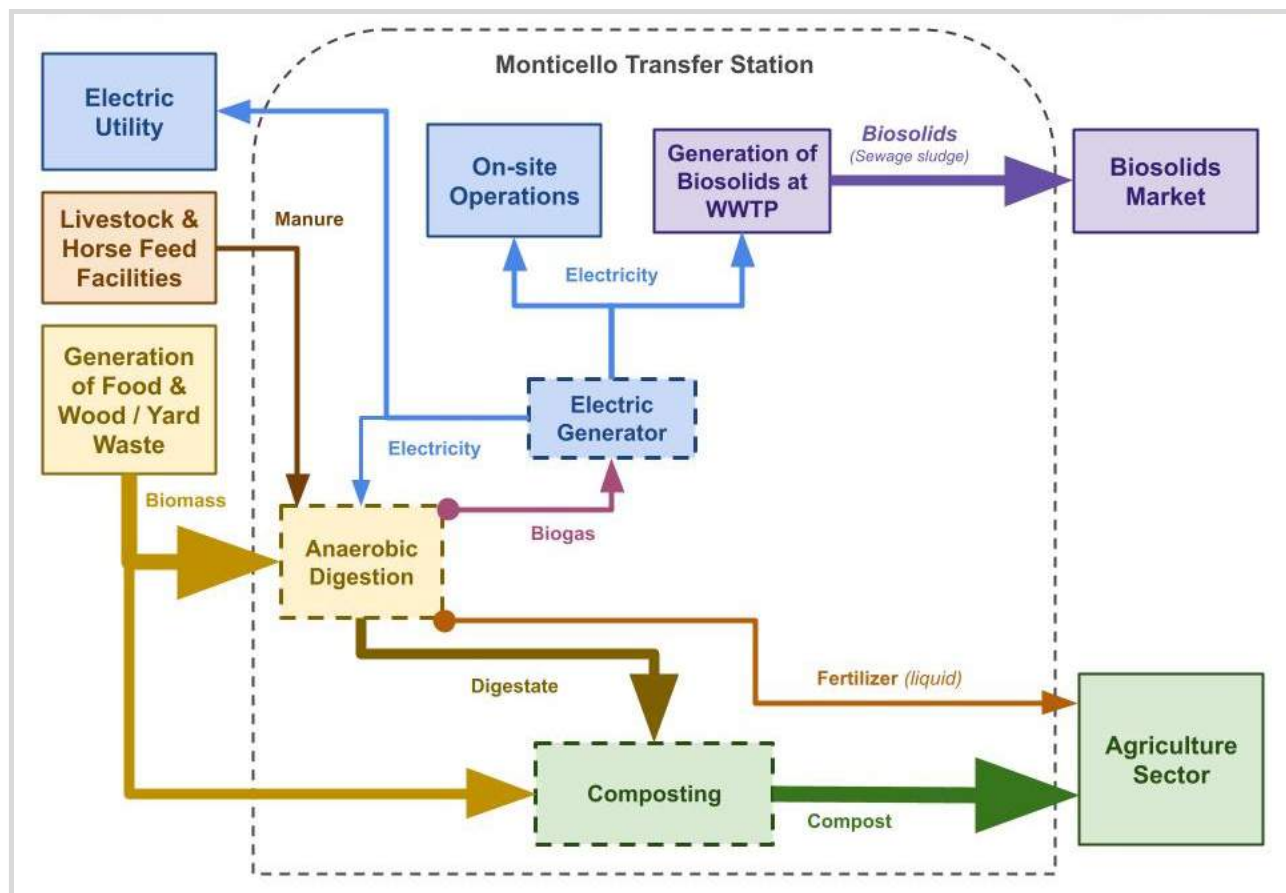 Monticello Transfer Station
Electric
Utility
On-site
Operations
Generation of
Biosolids at
WWTP
Biosolids
(Sewage sludge)
Biosolids
Market
Livestock &
Horse Feed
Facilities
Manure
Electricity
Generation
of Food &
Wood / Yard
Waste
Electric
Generator
Electricity
Biomass
Biogas
Anaerobic
Digestion
Digestate
Fertilizer (liquid)
Agriculture
Sector
Composting
Compost